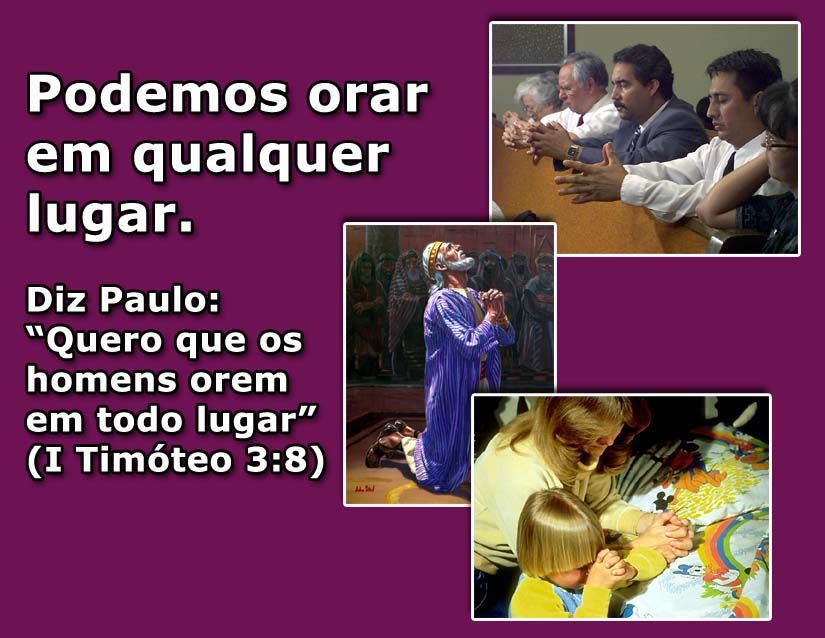 Podemos orar
em qualquer
lugar.
Diz Paulo:
“Quero que os
homens orem
em todo lugar”
(I Timóteo 3:8)